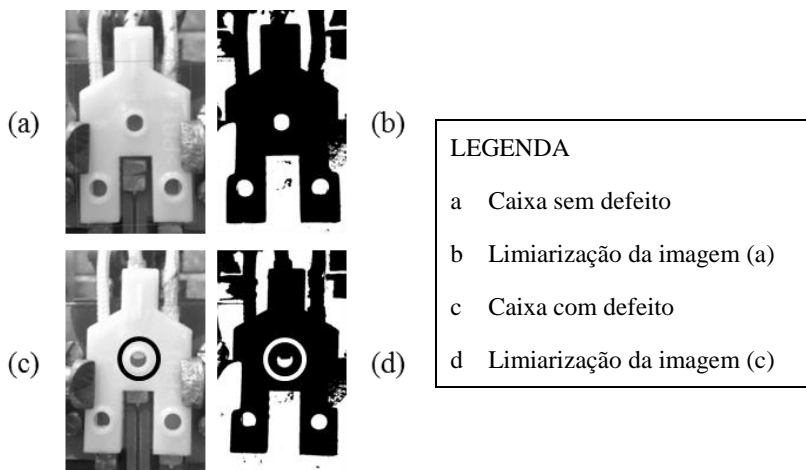 (a)
(b)
(c)
(d)
LEGENDA
a Caixa sem defeito
b Limiarização da imagem (a)
c Caixa com defeito
d Limiarização da imagem (c)